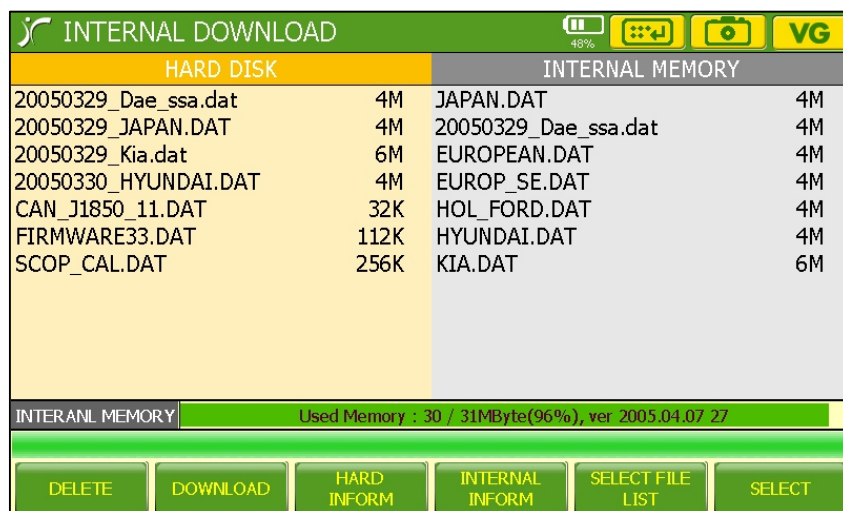 INTERNAL DOWNLOAD
48%
VG
HARD DISK
INTERNAL MEMORY
20050329_Dae_ssa.dat 4M JAPAN.DAT 4M
20050329_JAPAN.DAT 4M 20050329_Dae_ssa.dat 4M
20050329_Kia.dat 6M EUROPEAN.DAT 4M
20050330_HYUNDAI.DAT 4M EUROP_SE.DAT 4M
CAN_J1850_11.DAT 32K HOL_FORD.DAT 4M
FIRMWARE33.DAT 112K HYUNDAI.DAT 4M
SCOP_CAL.DAT 256K KIA.DAT 6M
INTERANL MEMORY Used Memory : 30 / 31MByte(96%), ver 2005.04.07 27
DELETE
DOWNLOAD
HARD
INFORM
INTERNAL
INFORM
SELECT FILE
LIST
SELECT